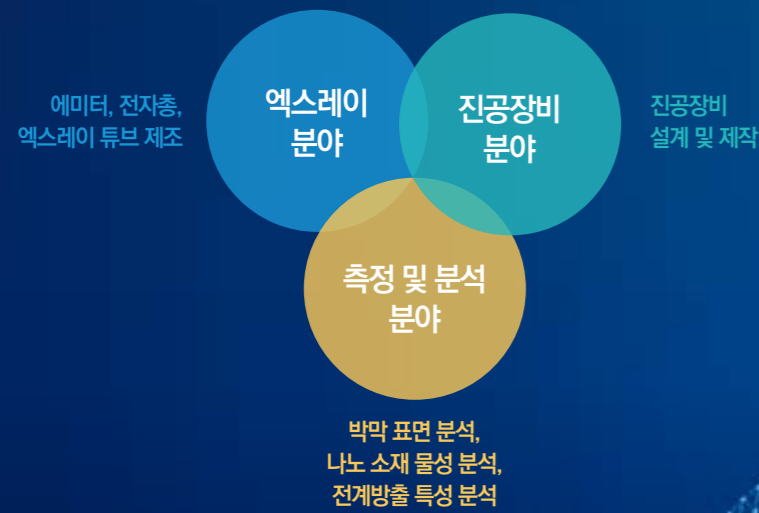 에미터, 전자총,
엑스레이 튜브 제조
엑스레이
분야
진공장비
분야
진공장비
설계 및 제작
측정 및 분석
분야
박막 표면 분석,
나노 소재 물성 분석,
전계방출 특성 분석